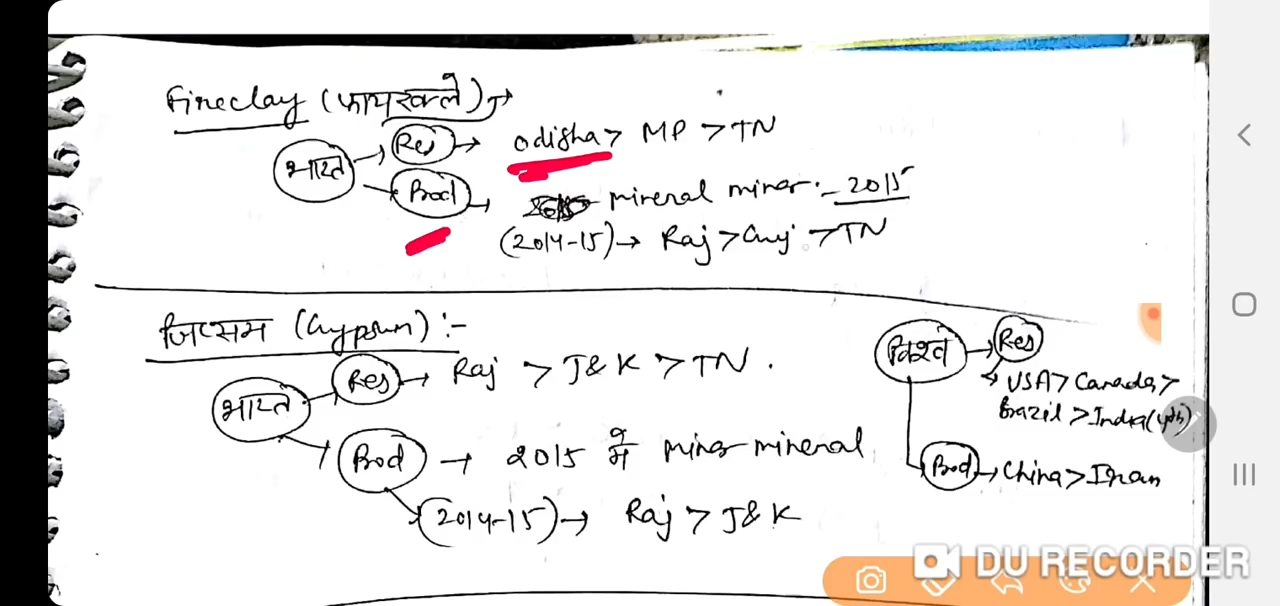 Fireclay (फायरक्ले) →
भारत → Res → Odisha > MP > TN
Prod → mineral minor. - 2015
(2014-15) → Raj > Guj > TN
जिप्सम (Gypsum) :-
भारत → Res → Raj > J&K > TN.
Prod → 2015 में minor mineral
(2014-15) → Raj > J&K
विश्व → Res
→ USA > Canada >
Brazil > India (4th)
Prod → China > Iran
DU RECORDER